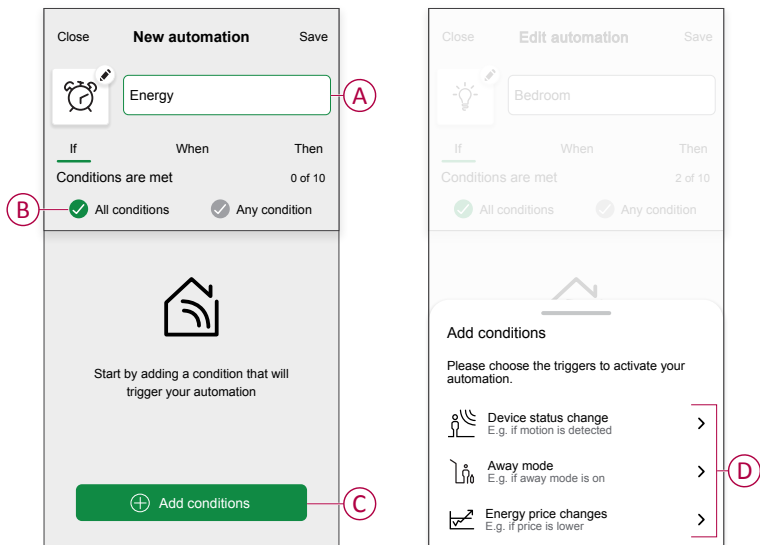 Close New automation Save
Energy
A
If When Then
Conditions are met 0 of 10
B
All conditions Any condition
Start by adding a condition that will
trigger your automation
Add conditions
C
Close Edit automation Save
Bedroom
If When Then
Conditions are met 2 of 10
All conditions Any condition
Add conditions
Please choose the triggers to activate your
automation.
Device status change
E.g. if motion is detected
Away mode
E.g. if away mode is on
D
Energy price changes
E.g. if price is lower